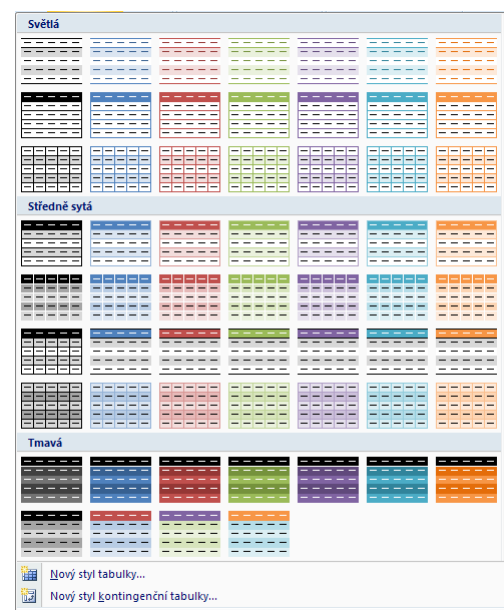 Světlá
Středně sytá
Tmavá
Nový styl tabulky...
Nový styl kontingenční tabulky...